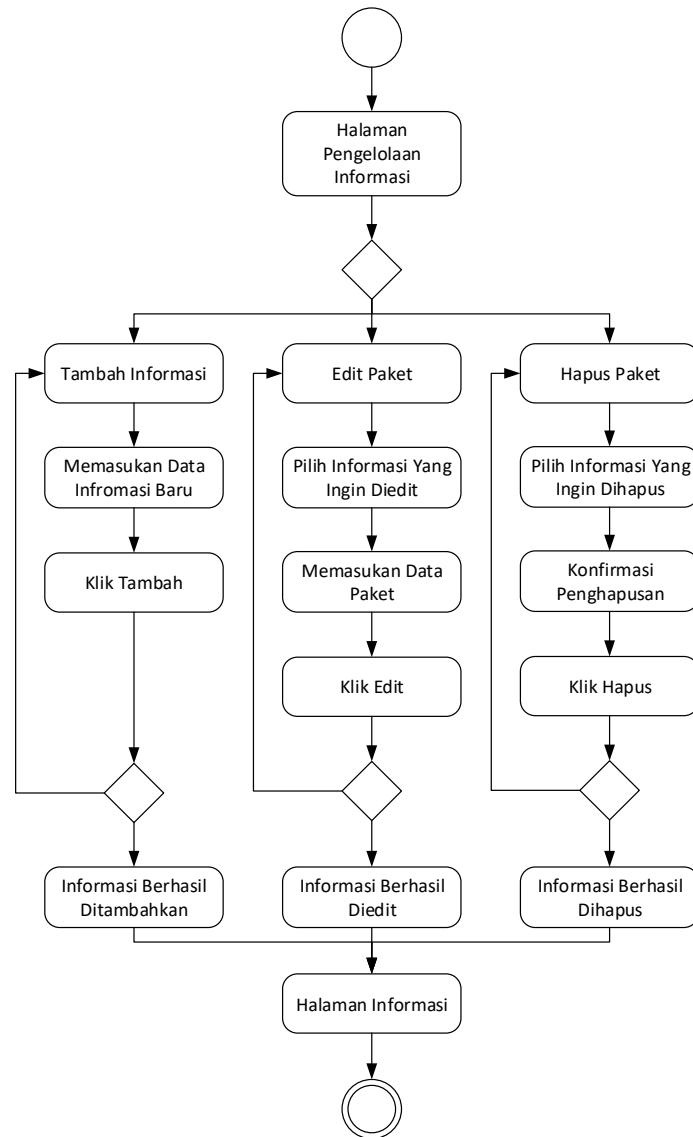 Halaman
Pengelolaan
Informasi
Tambah Informasi
Memasukan Data
Infromasi Baru
Klik Tambah
Edit Paket
Pilih Informasi Yang
Ingin Diedit
Memasukan Data
Paket
Klik Edit
Hapus Paket
Pilih Informasi Yang
Ingin Dihapus
Konfirmasi
Penghapusan
Klik Hapus
Informasi Berhasil
Ditambahkan
Informasi Berhasil
Diedit
Informasi Berhasil
Dihapus
Halaman Informasi